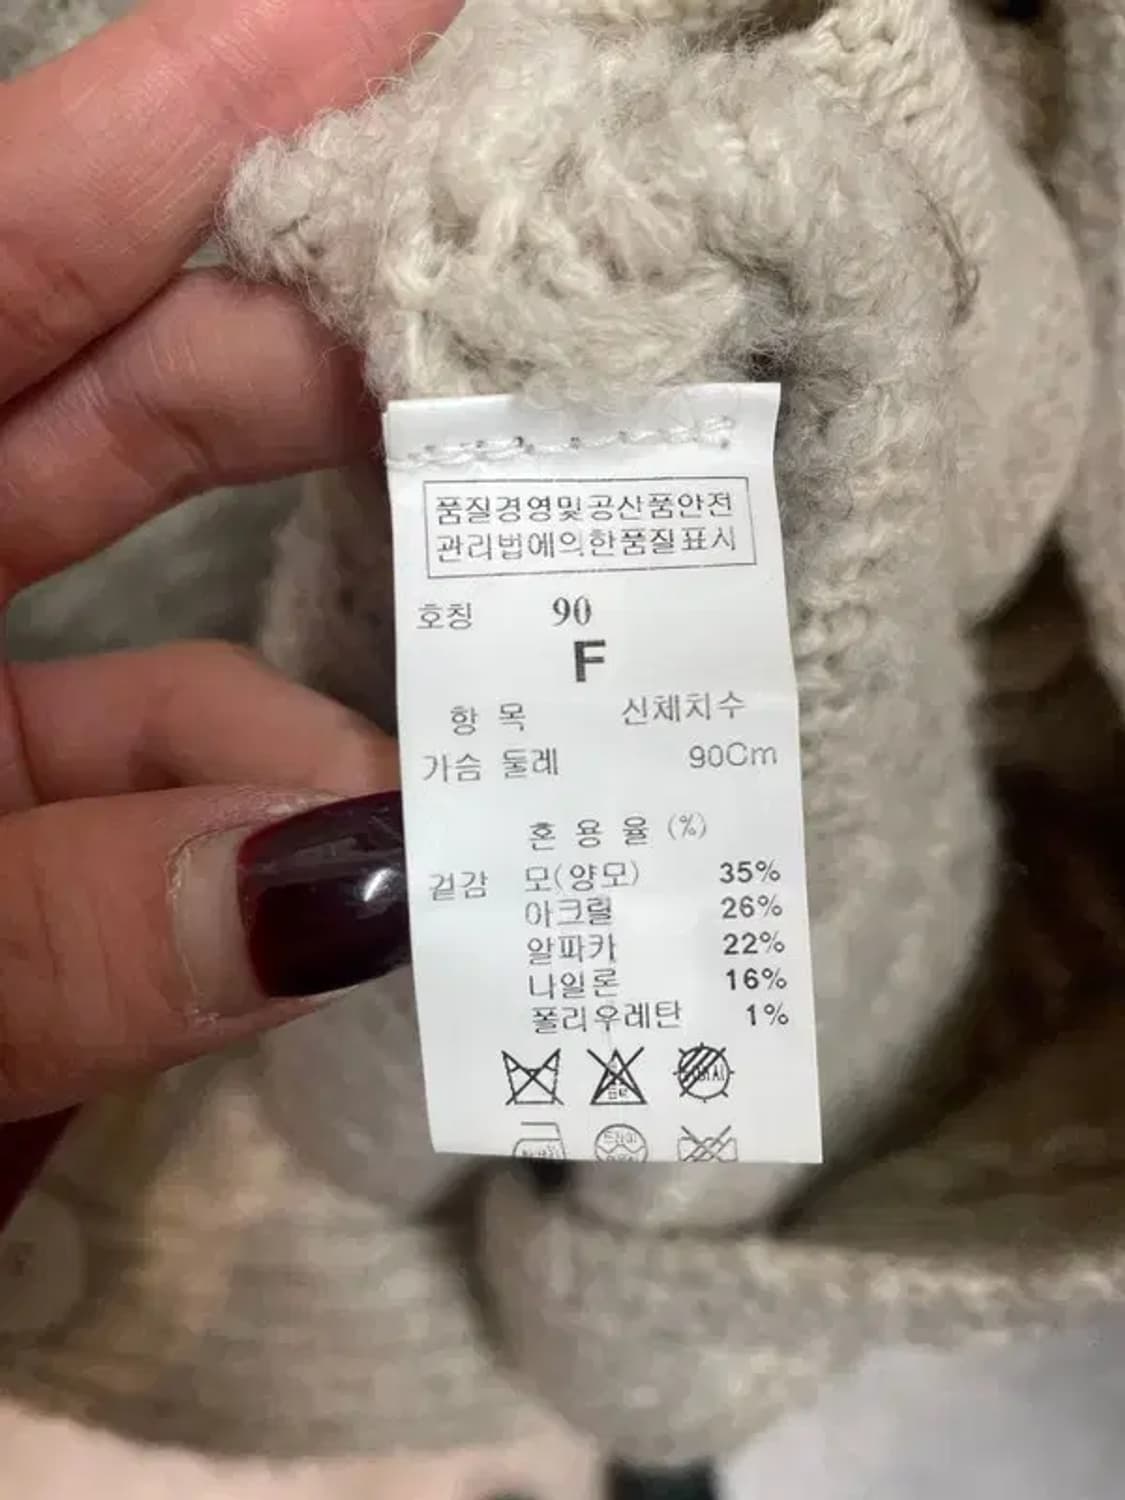 품질경영및공산품안전
관리법에의한품질표시
호칭 90
F
항 목 신체치수
가슴 둘레 90Cm
혼 용 율 (%)
겉감 모(양모) 35%
아크릴 26%
알파카 22%
나일론 16%
폴리우레탄 1%
드라이